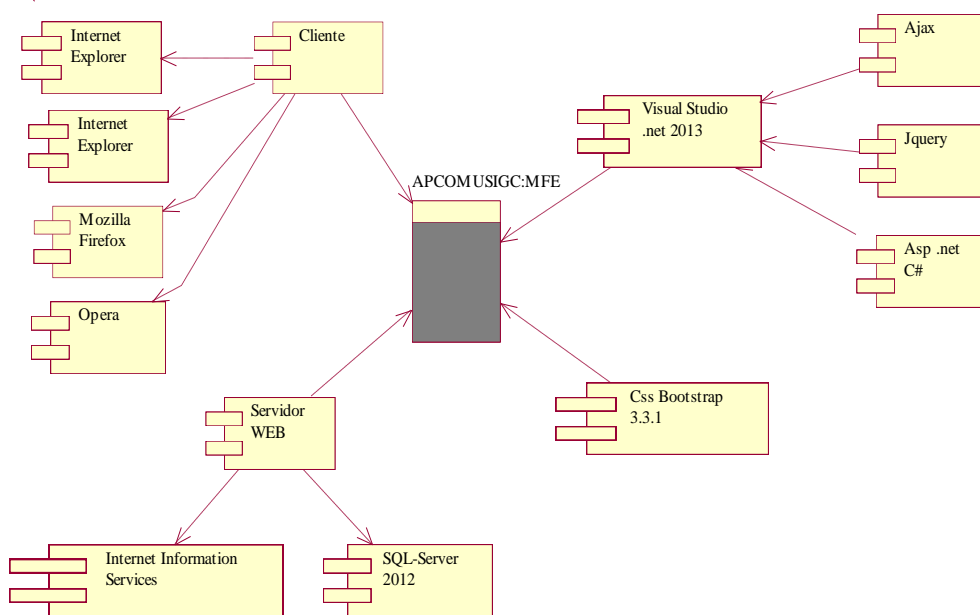 Internet
Explorer
Cliente
Ajax
Internet
Explorer
Visual Studio
.net 2013
Jquery
APCOMUSIGC:MFE
Mozilla
Firefox
Asp .net
C#
Opera
Servidor
WEB
Css Bootstrap
3.3.1
Internet Information
Services
SQL-Server
2012